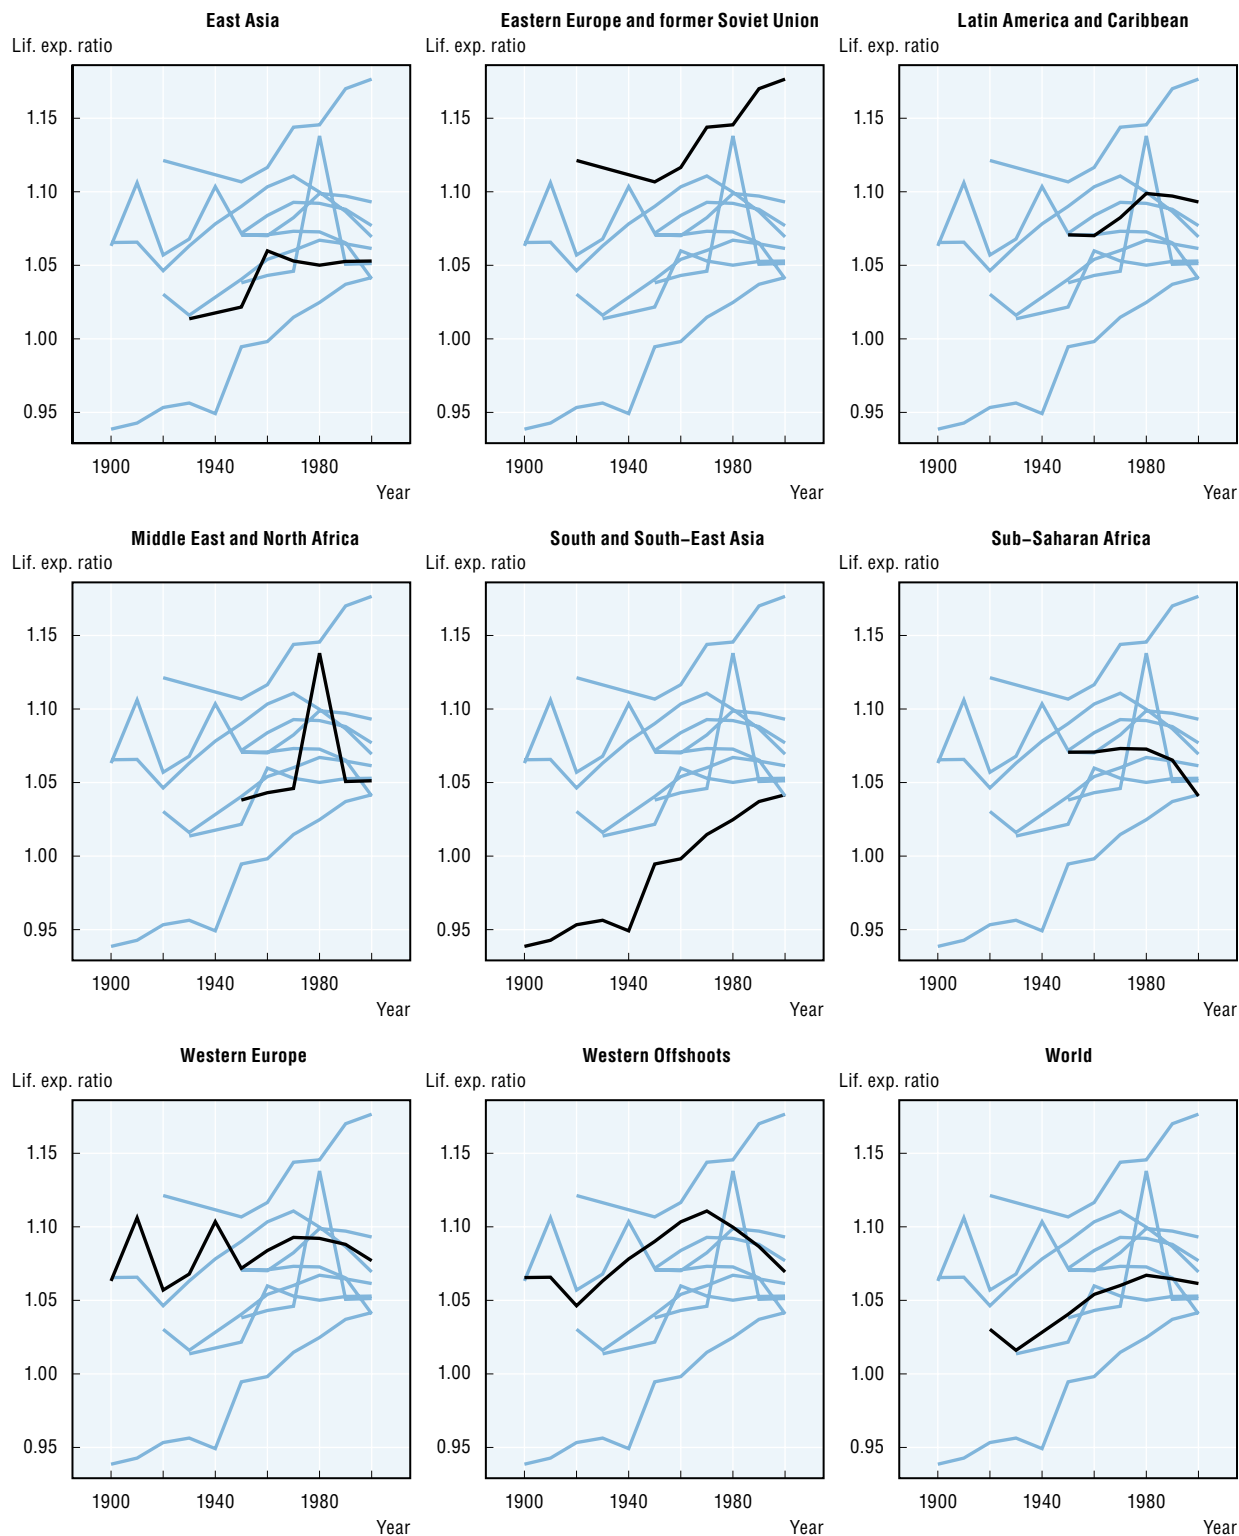 East Asia
Lif. exp. ratio
1.15
1.10
1.05
1.00
0.95
1900 1940 1980
Year
Eastern Europe and former Soviet Union
Lif. exp. ratio
1.15
1.10
1.05
1.00
0.95
1900 1940 1980
Year
Latin America and Caribbean
Lif. exp. ratio
1.15
1.10
1.05
1.00
0.95
1900 1940 1980
Year
Middle East and North Africa
Lif. exp. ratio
1.15
1.10
1.05
1.00
0.95
1900 1940 1980
Year
South and South–East Asia
Lif. exp. ratio
1.15
1.10
1.05
1.00
0.95
1900 1940 1980
Year
Sub–Saharan Africa
Lif. exp. ratio
1.15
1.10
1.05
1.00
0.95
1900 1940 1980
Year
Western Europe
Lif. exp. ratio
1.15
1.10
1.05
1.00
0.95
1900 1940 1980
Year
Western Offshoots
Lif. exp. ratio
1.15
1.10
1.05
1.00
0.95
1900 1940 1980
Year
World
Lif. exp. ratio
1.15
1.10
1.05
1.00
0.95
1900 1940 1980
Year